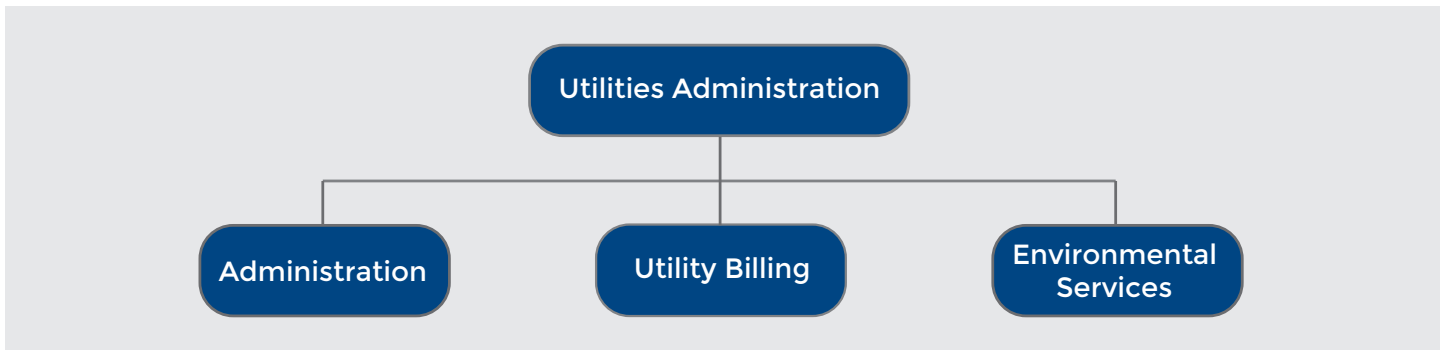 Utilities Administration
Administration
Utility Billing
Environmental
Services